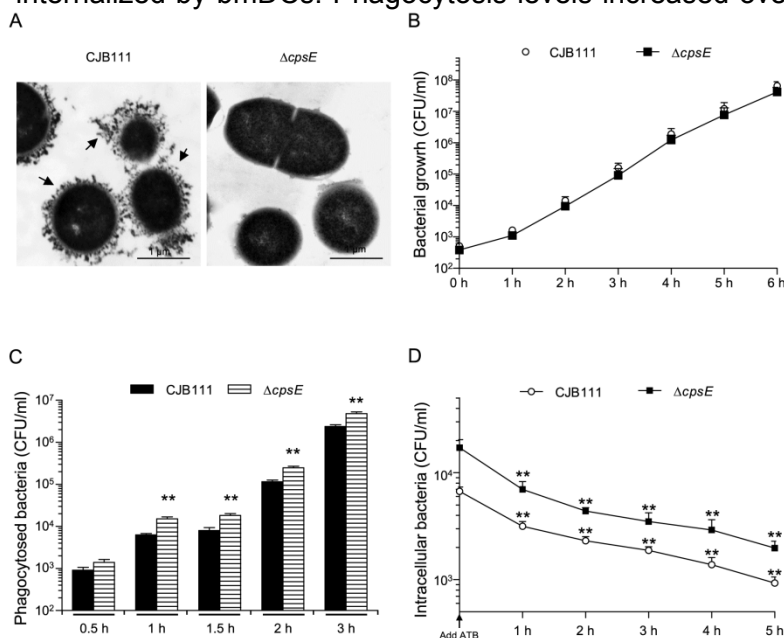 internalized by bmDCs. Phagocytosis levels increased ove
A
CJB111
ΔcpsE
1 µm
µm
B
CJB111
ΔcpsE
Bacterial growrh (CFU/ml)
10⁸
10⁷
10⁶
10⁵
10⁴
10³
10²
0 h 1 h 2 h 3 h 4 h 5 h 6 h
C
CJB111
ΔcpsE
Phagocytosed bacteria (CFU/ml)
10⁷
10⁶
10⁵
10⁴
10³
10²
** ** ** **
0.5 h 1 h 1.5 h 2 h 3 h
D
CJB111
ΔcpsE
Intracellular bacteria (CFU/ml)
10⁴
10³
** ** ** ** **
** ** ** ** **
Add ATB 1 h 2 h 3 h 4 h 5 h